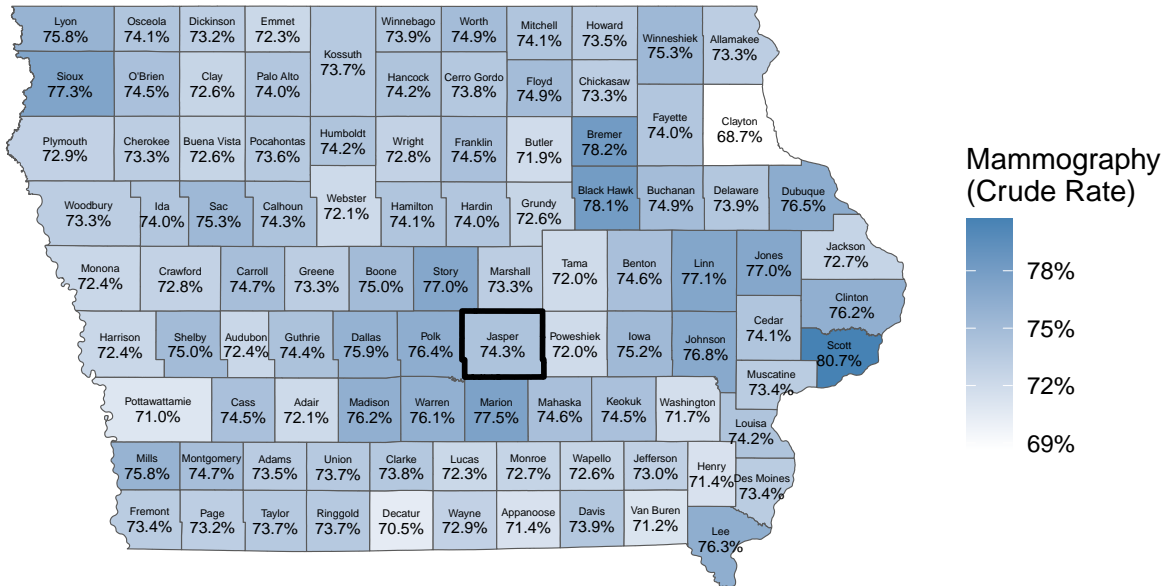 Lyon
75.8%
Osceola
74.1%
Dickinson
73.2%
Emmet
72.3%
Kossuth
73.7%
Winnebago
73.9%
Worth
74.9%
Mitchell
74.1%
Howard
73.5%
Winneshiek
75.3%
Allamakee
73.3%
Sioux
77.3%
O'Brien
74.5%
Clay
72.6%
Palo Alto
74.0%
Hancock
74.2%
Cerro Gordo
73.8%
Floyd
74.9%
Chickasaw
73.3%
Fayette
74.0%
Clayton
68.7%
Plymouth
72.9%
Cherokee
73.3%
Buena Vista
72.6%
Pocahontas
73.6%
Humboldt
74.2%
Wright
72.8%
Franklin
74.5%
Butler
71.9%
Bremer
78.2%
Woodbury
73.3%
Ida
74.0%
Sac
75.3%
Calhoun
74.3%
Webster
72.1%
Hamilton
74.1%
Hardin
74.0%
Grundy
72.6%
Black Hawk
78.1%
Buchanan
74.9%
Delaware
73.9%
Dubuque
76.5%
Monona
72.4%
Crawford
72.8%
Carroll
74.7%
Greene
73.3%
Boone
75.0%
Story
77.0%
Marshall
73.3%
Tama
72.0%
Benton
74.6%
Linn
77.1%
Jones
77.0%
Jackson
72.7%
Clinton
76.2%
Harrison
72.4%
Shelby
75.0%
Audubon
72.4%
Guthrie
74.4%
Dallas
75.9%
Polk
76.4%
Jasper
74.3%
Poweshiek
72.0%
Iowa
75.2%
Johnson
76.8%
Cedar
74.1%
Scott
80.7%
Muscatine
73.4%
Pottawattamie
71.0%
Cass
74.5%
Adair
72.1%
Madison
76.2%
Warren
76.1%
Marion
77.5%
Mahaska
74.6%
Keokuk
74.5%
Washington
71.7%
Louisa
74.2%
Mills
75.8%
Montgomery
74.7%
Adams
73.5%
Union
73.7%
Clarke
73.8%
Lucas
72.3%
Monroe
72.7%
Wapello
72.6%
Jefferson
73.0%
Henry
71.4%
Des Moines
73.4%
Fremont
73.4%
Page
73.2%
Taylor
73.7%
Ringgold
73.7%
Decatur
70.5%
Wayne
72.9%
Appanoose
71.4%
Davis
73.9%
Van Buren
71.2%
Lee
76.3%
Mammography
(Crude Rate)
78%
75%
72%
69%